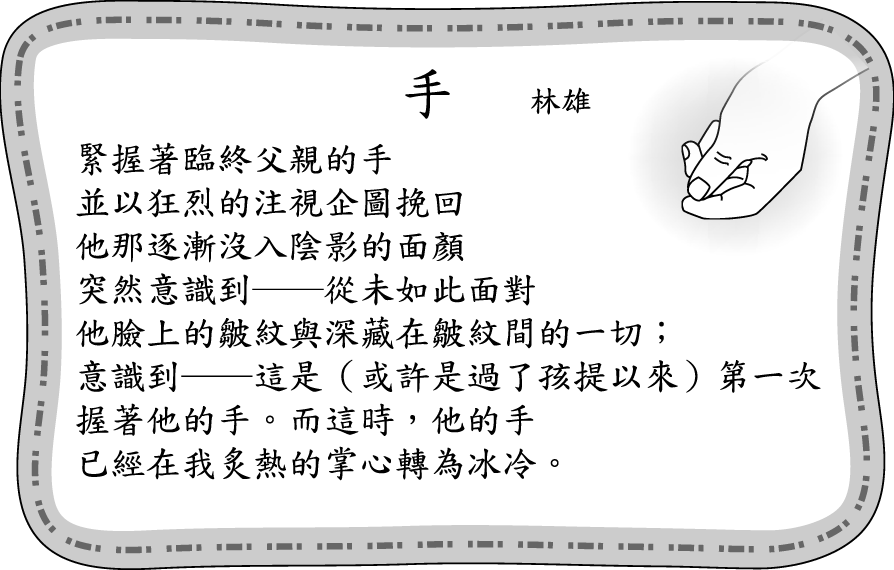 手 林雄
緊握著臨終父親的手
並以狂烈的注視企圖挽回
他那逐漸沒入陰影的面顏
突然意識到——從未如此面對
他臉上的皺紋與深藏在皺紋間的一切；
意識到——這是（或許是過了孩提以來）第一次
握著他的手。而這時，他的手
已經在我炙熱的掌心轉為冰冷。